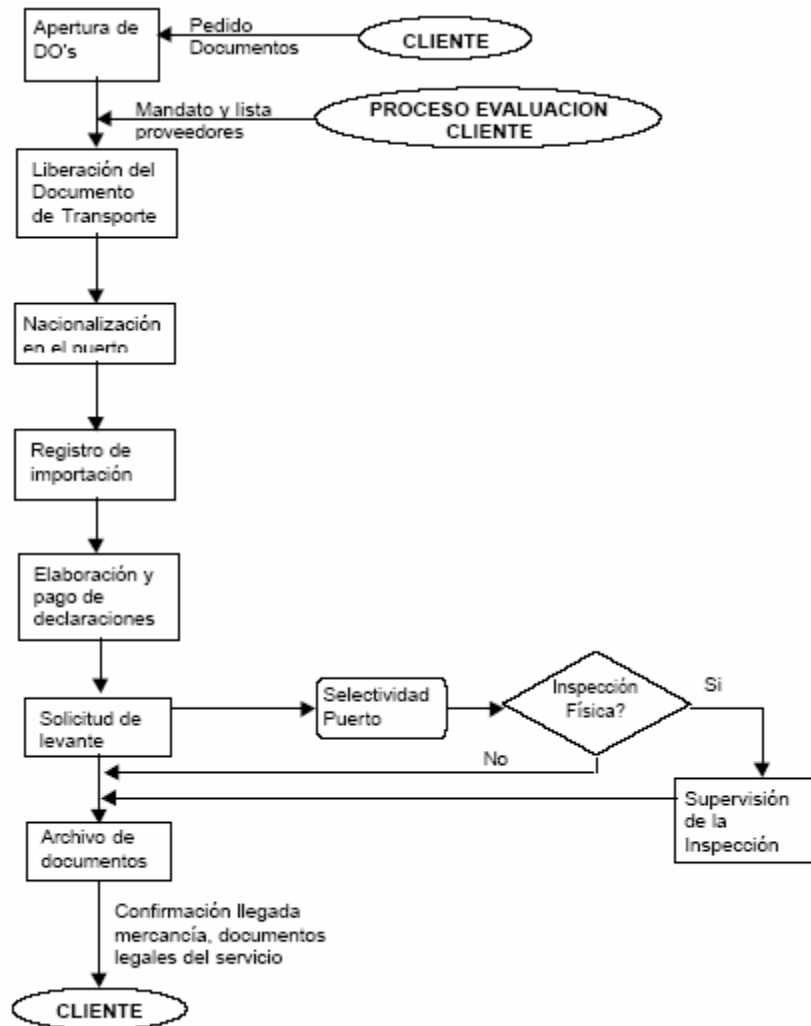 Apertura de
DO's
Pedido
Documentos
CLIENTE
Mandato y lista
proveedores
PROCESO EVALUACION
CLIENTE
Liberación del
Documento
de Transporte
Nacionalización
en el puerto
Registro de
importación
Elaboración y
pago de
declaraciones
Solicitud de
levante
Selectividad
Puerto
Inspección
Física?
Si
No
Supervisión
de la
Inspección
Archivo de
documentos
Confirmación llegada
mercancía, documentos
legales del servicio
CLIENTE